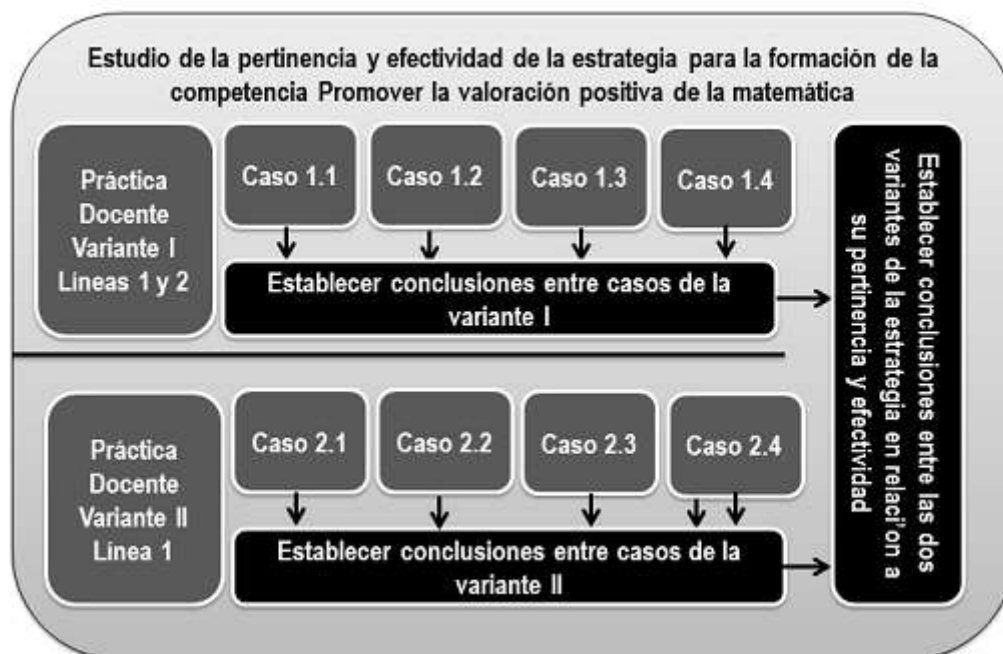 Estudio de la pertinencia y efectividad de la estrategia para la formación de la
competencia Promover la valoración positiva de la matemática
Práctica
Docente
Variante I
Líneas 1 y 2
Caso 1.1
Caso 1.2
Caso 1.3
Caso 1.4
Establecer conclusiones entre casos de la
variante I
Práctica
Docente
Variante II
Línea 1
Caso 2.1
Caso 2.2
Caso 2.3
Caso 2.4
Establecer conclusiones entre casos de la
variante II
Establecer conclusiones entre las dos
variantes de la estrategia en relaci'on a
su pertinencia y efectividad